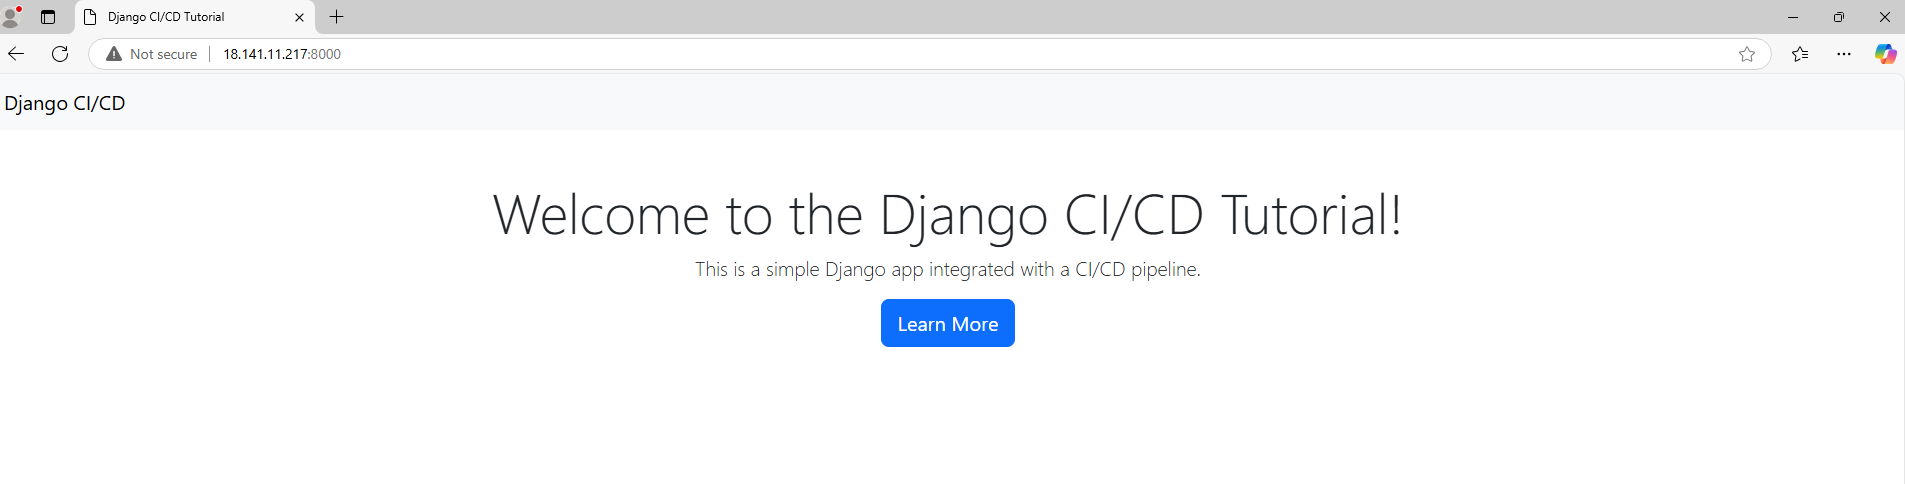 Django CI/CD Tutorial
Not secure
18.141.11.217:8000
Django CI/CD
Welcome to the Django CI/CD Tutorial!
This is a simple Django app integrated with a CI/CD pipeline.
Learn More